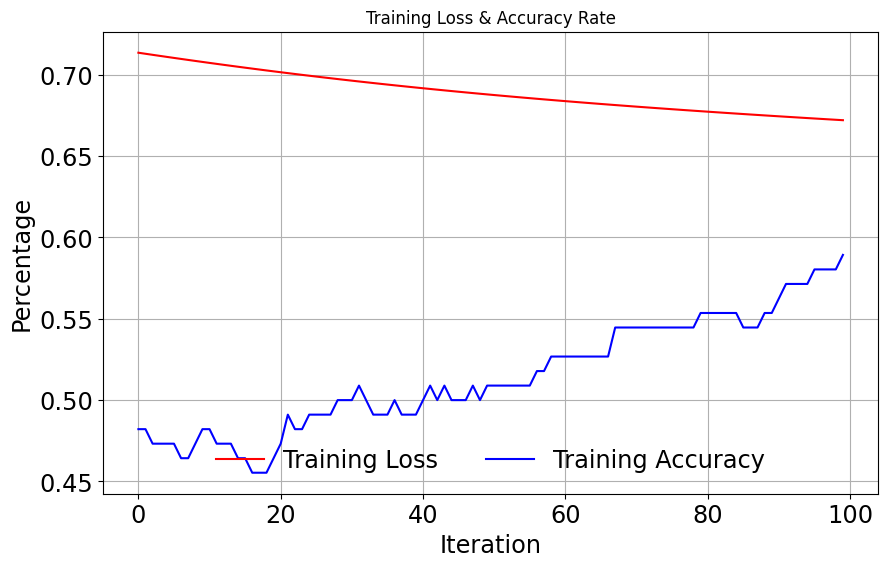 Training Loss & Accuracy Rate
Percentage
0.70
0.65
0.60
0.55
0.50
0.45
Training Loss
Training Accuracy
0 20 40 60 80 100
Iteration